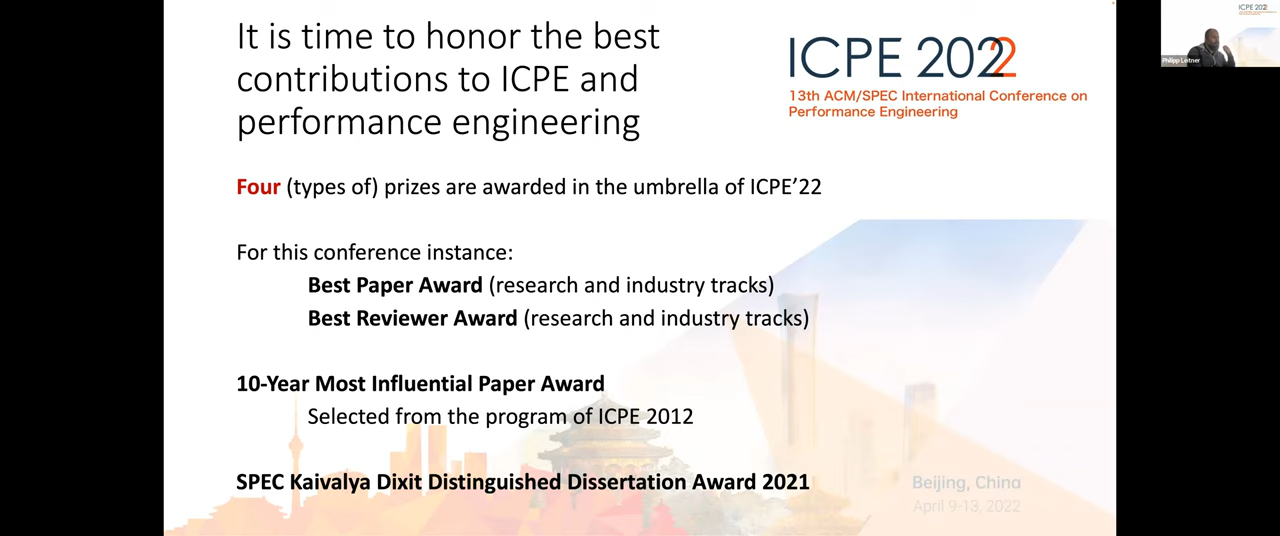 It is time to honor the best
contributions to ICPE and
performance engineering
ICPE 2022
13th ACM/SPEC International Conference on
Performance Engineering
Four (types of) prizes are awarded in the umbrella of ICPE’22
For this conference instance:
Best Paper Award (research and industry tracks)
Best Reviewer Award (research and industry tracks)
10-Year Most Influential Paper Award
Selected from the program of ICPE 2012
SPEC Kaivalya Dixit Distinguished Dissertation Award 2021
Beijing, China
April 9-13, 2022
ICPE 2022
Philipp Leitner